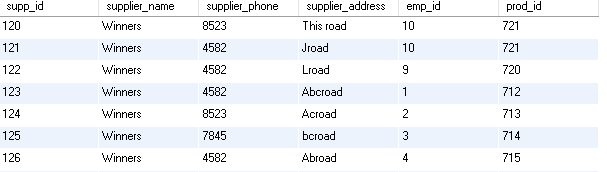 supp_id supplier_name supplier_phone supplier_address emp_id prod_id
120 Winners 8523 This road 10 721
121 Winners 4582 Jroad 10 721
122 Winners 4582 Lroad 9 720
123 Winners 4582 Abcroad 1 712
124 Winners 8523 Acroad 2 713
125 Winners 7845 bcroad 3 714
126 Winners 4582 Abroad 4 715